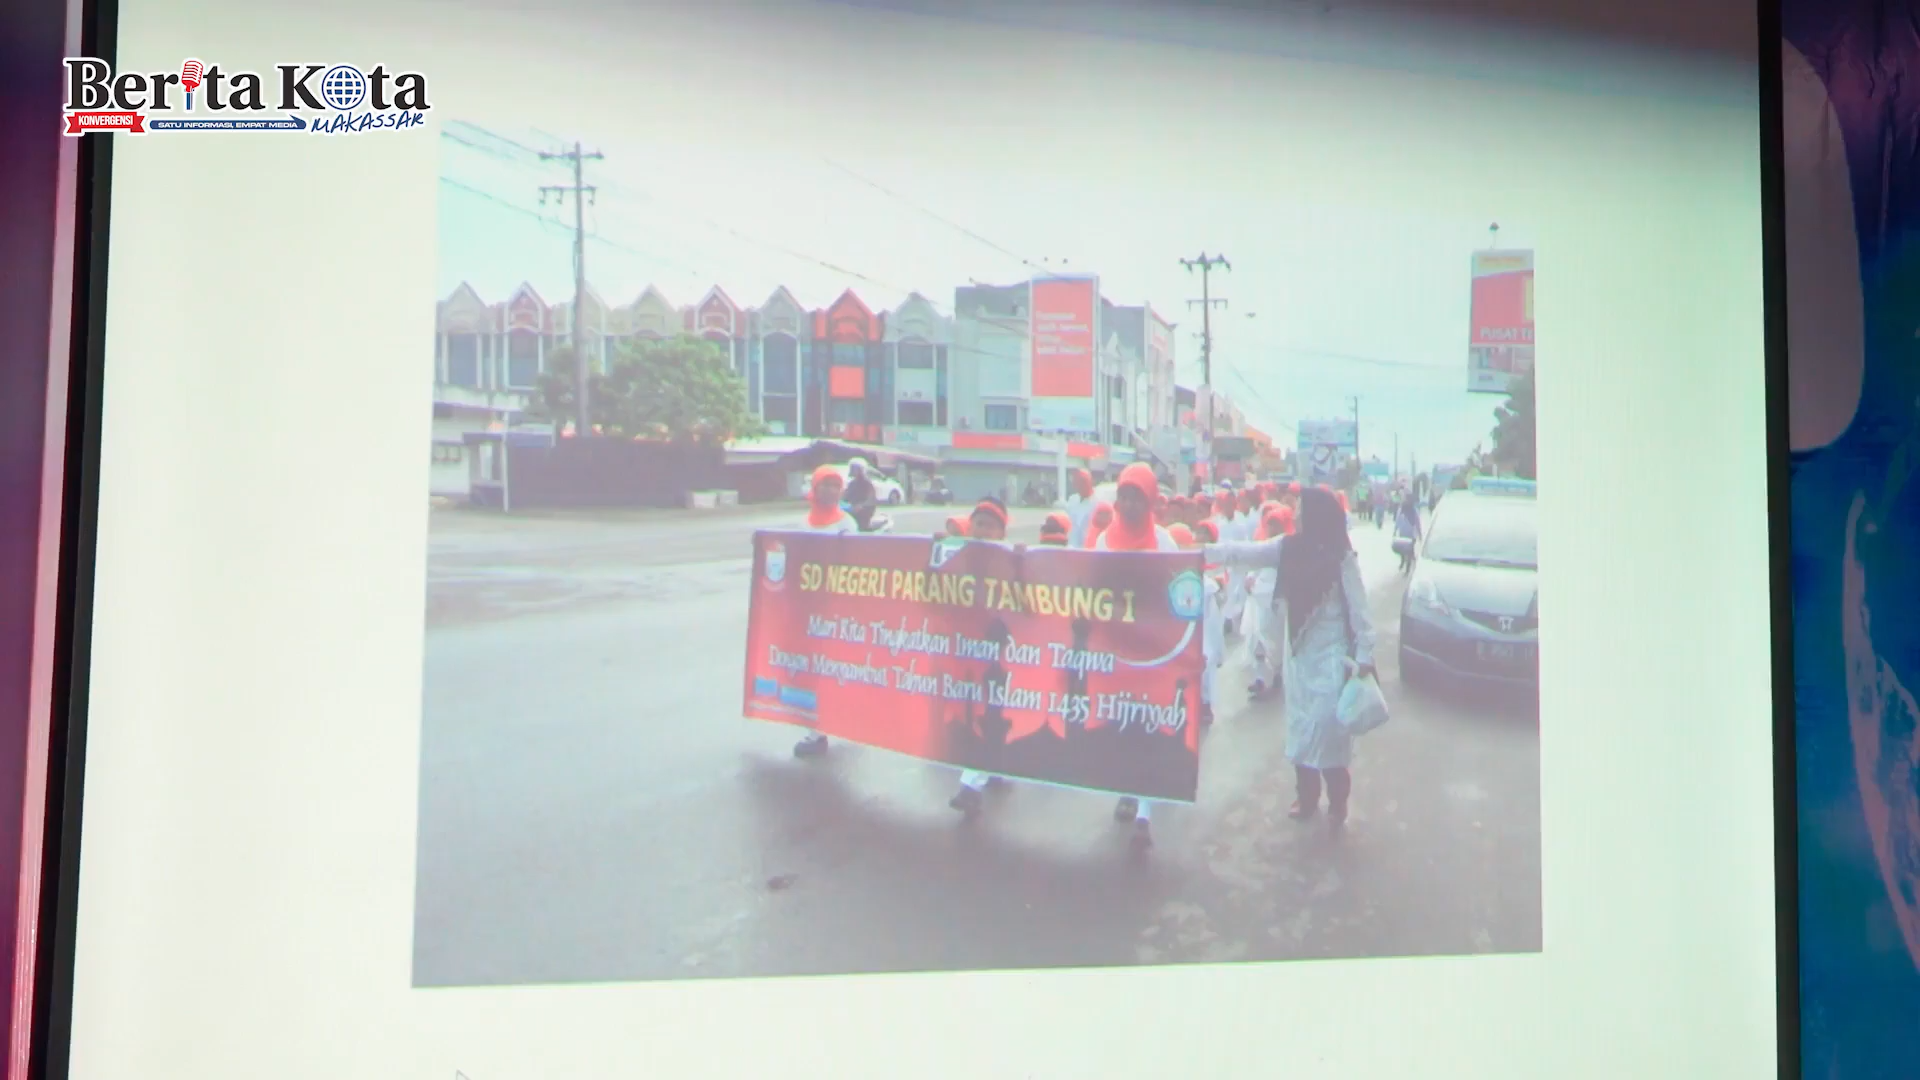 Berita Kota
KONVERGENSI
SATU INFORMASI, EMPAT MEDIA
MAKASSAR
PUSAT TE
SD NEGERI PARANG TAMBUNG I
Mari Kita Tingkatkan Iman dan Taqwa
Dengan Menyambut Tahun Baru Islam 1435 Hijriyah